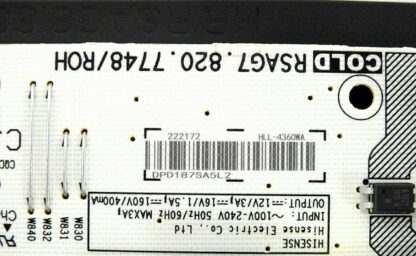 COLD RSAG7.820.7748/ROH
222172 HLL-4360WA
DPD187SA5L2
HISENSE
Hisense Electric Co., Ltd
INPUT: ～100V-240V 50Hz/60Hz MAX3A
OUTPUT: ⎓12V/3A ⎓16V/1.5A ⎓160V/400mA
W840
W832
W831
W830
Ch